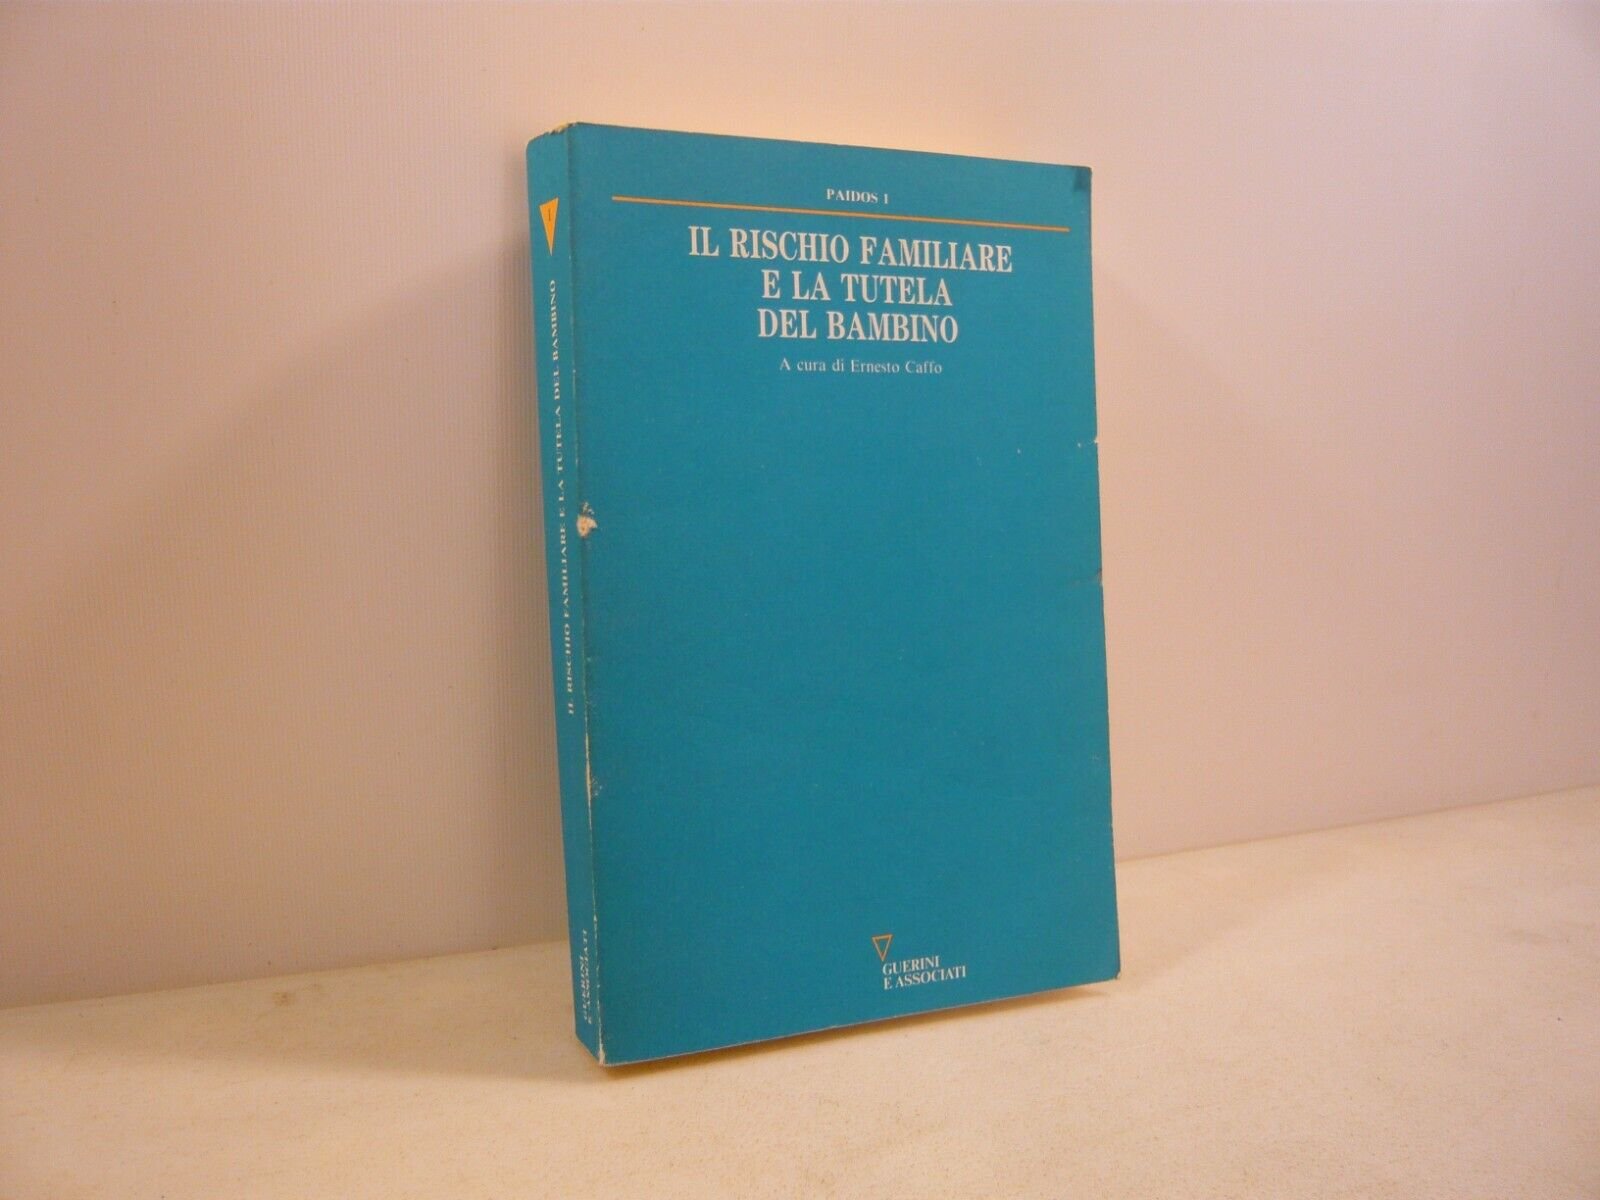 PAIDOS 1
IL RISCHIO FAMILIARE
E LA TUTELA
DEL BAMBINO
A cura di Ernesto Caffo
GUERINI
E ASSOCIATI
1
IL RISCHIO FAMILIARE E LA TUTELA DEL BAMBINO
GUERINI
E ASSOCIATI